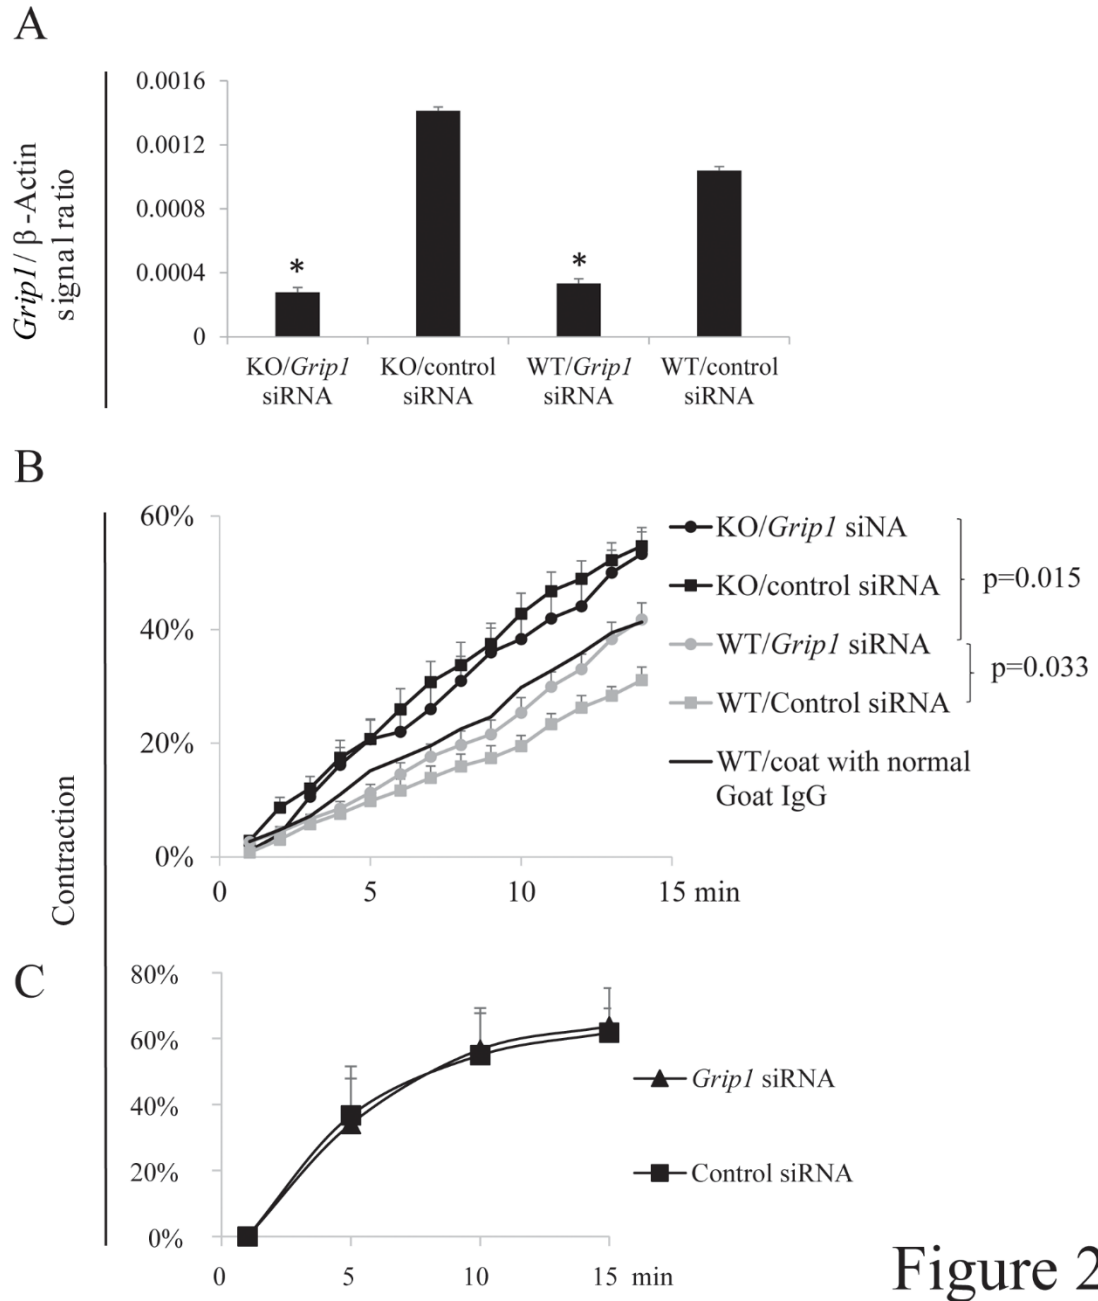 A
Grip1/ β-Actin
signal ratio
0.0016
0.0012
0.0008
0.0004
0
*
*
KO/Grip1
siRNA
KO/control
siRNA
WT/Grip1
siRNA
WT/control
siRNA
B
Contraction
60%
40%
20%
0%
0 5 10 15 min
KO/Grip1 siNA
KO/control siRNA
WT/Grip1 siRNA
WT/Control siRNA
WT/coat with normal
Goat IgG
p=0.015
p=0.033
C
80%
60%
40%
20%
0%
0 5 10 15 min
Grip1 siRNA
Control siRNA
Figure 2